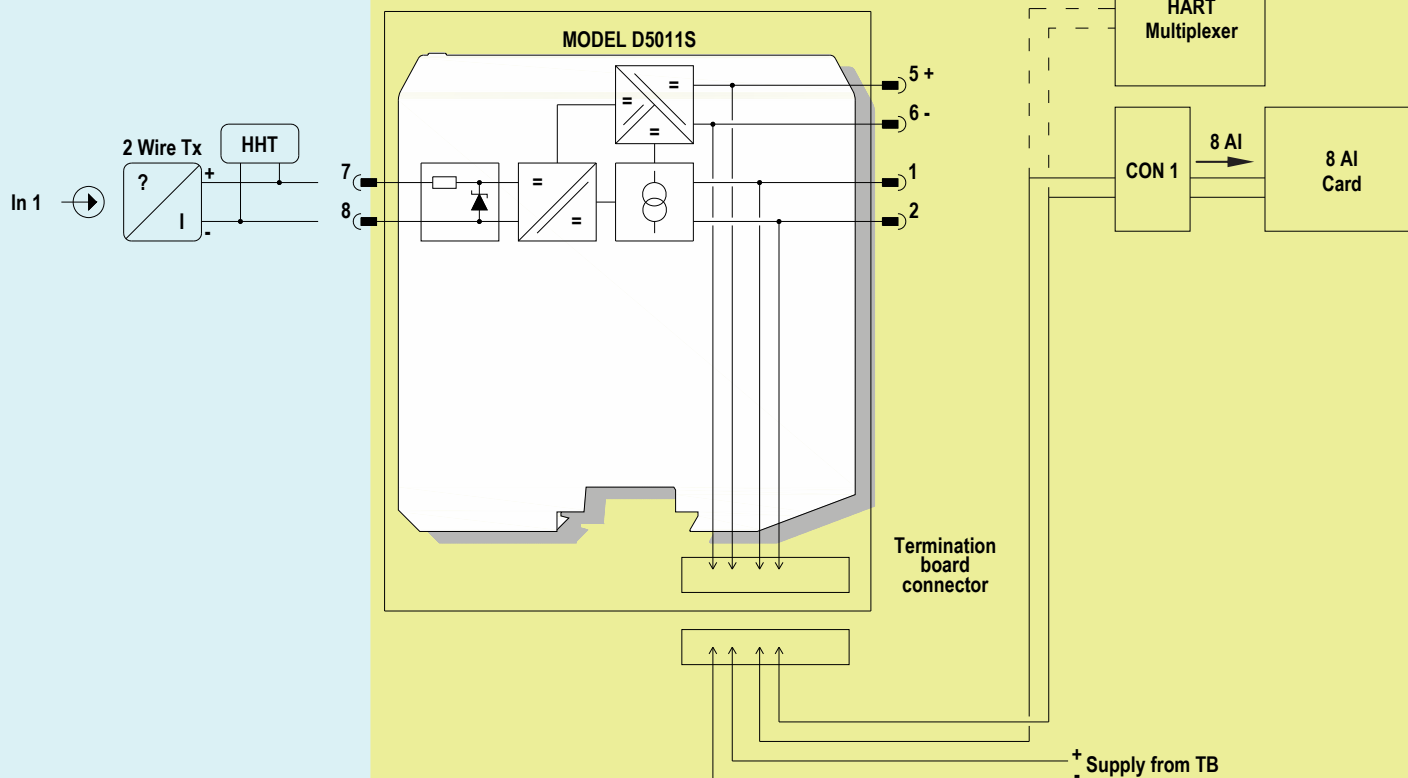 HART
Multiplexer
MODEL D5011S
5 +
=
=
=
6 -
2 Wire Tx
HHT
8 AI
CON 1
8 AI
Card
?
+
7
=
1
In 1
I
-
8
=
2
Termination
board
connector
+
Supply from TB
-